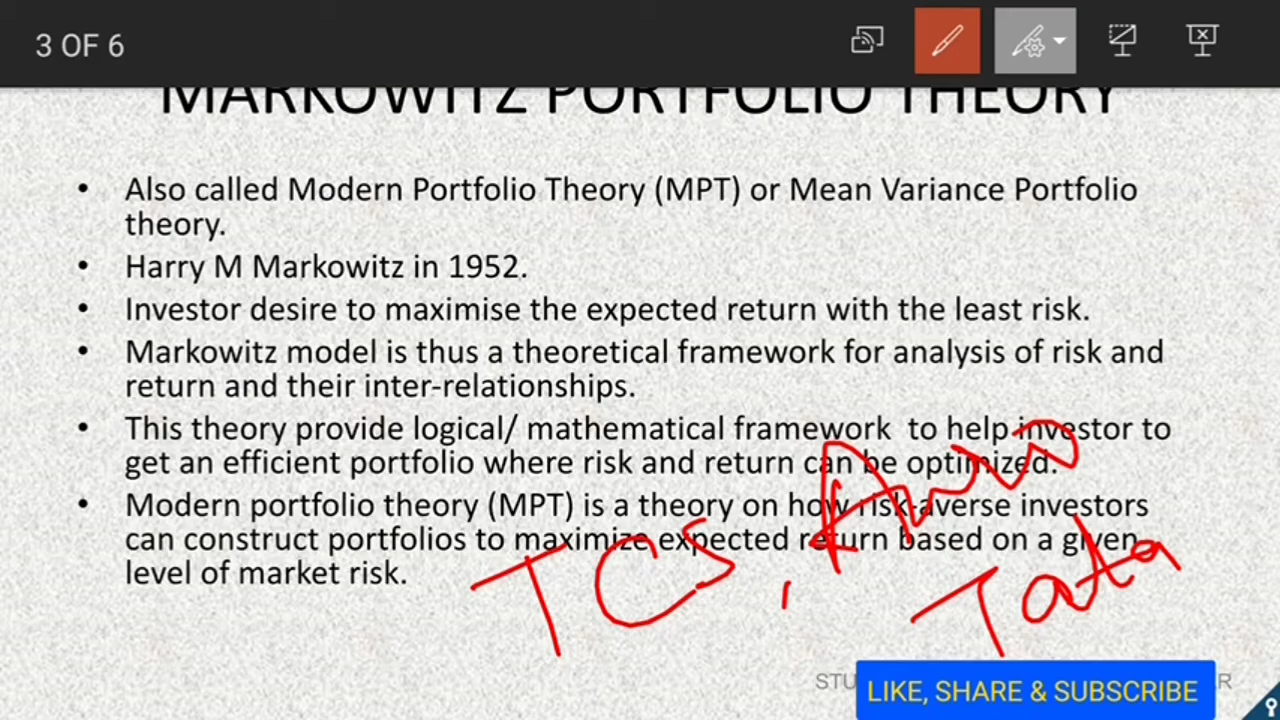 3 OF 6
MARKOWITZ PORTFOLIO THEORY
• Also called Modern Portfolio Theory (MPT) or Mean Variance Portfolio
theory.
• Harry M Markowitz in 1952.
• Investor desire to maximise the expected return with the least risk.
• Markowitz model is thus a theoretical framework for analysis of risk and
return and their inter-relationships.
• This theory provide logical/ mathematical framework to help investor to
get an efficient portfolio where risk and return can be optimized.
• Modern portfolio theory (MPT) is a theory on how risk-averse investors
can construct portfolios to maximize expected return based on a given
level of market risk.
TCS,
Tata
LIKE, SHARE & SUBSCRIBE